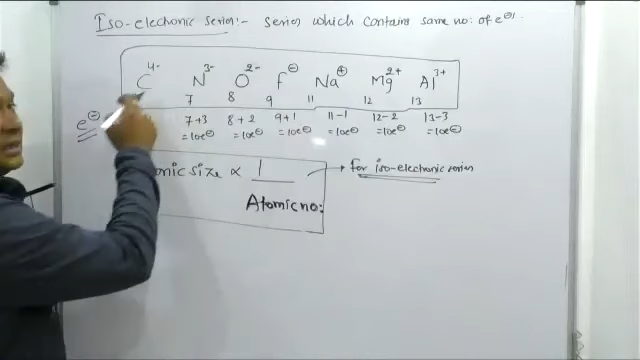 Iso-electronic series:- series which contains same no: of e⊖.
C⁴⁻ N³⁻ O²⁻ F⊖ Na⊕ Mg²⁺ Al³⁺
7 8 9 11 12 13
e⊖ 7+3 8+2 9+1 11-1 12-2 13-3
=10e⊖ =10e⊖ =10e⊖ =10e⊖ =10e⊖ =10e⊖
onic size ∝ 1 → for iso-electronic series
Atomic no: